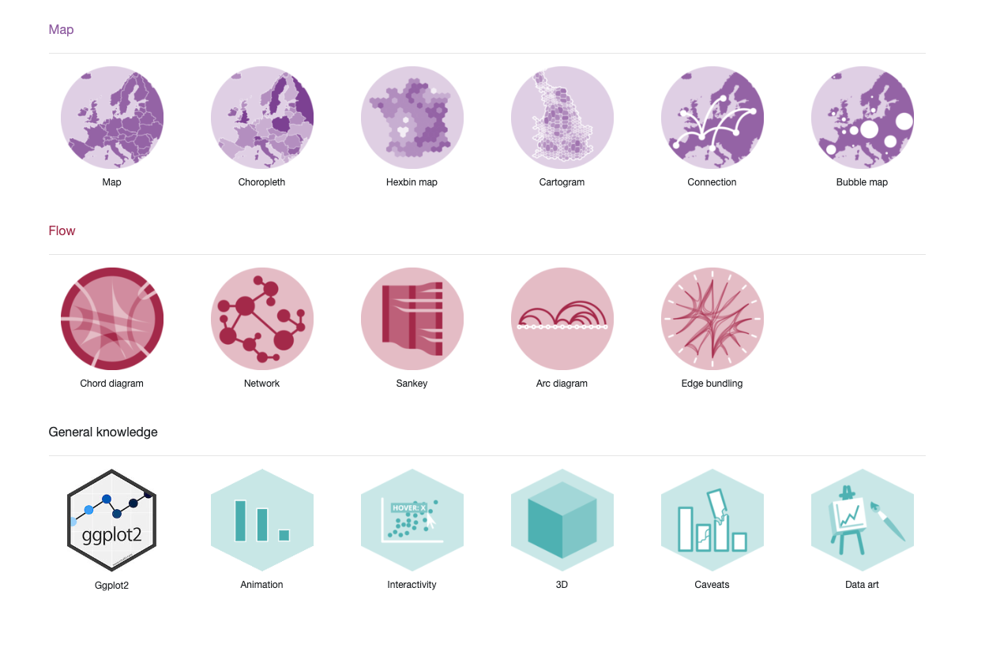 Map
Map
Choropleth
Hexbin map
Cartogram
Connection
Bubble map
Flow
Chord diagram
Network
Sankey
Arc diagram
Edge bundling
General knowledge
ggplot2
HOVER: X
Ggplot2
Animation
Interactivity
3D
Caveats
Data art